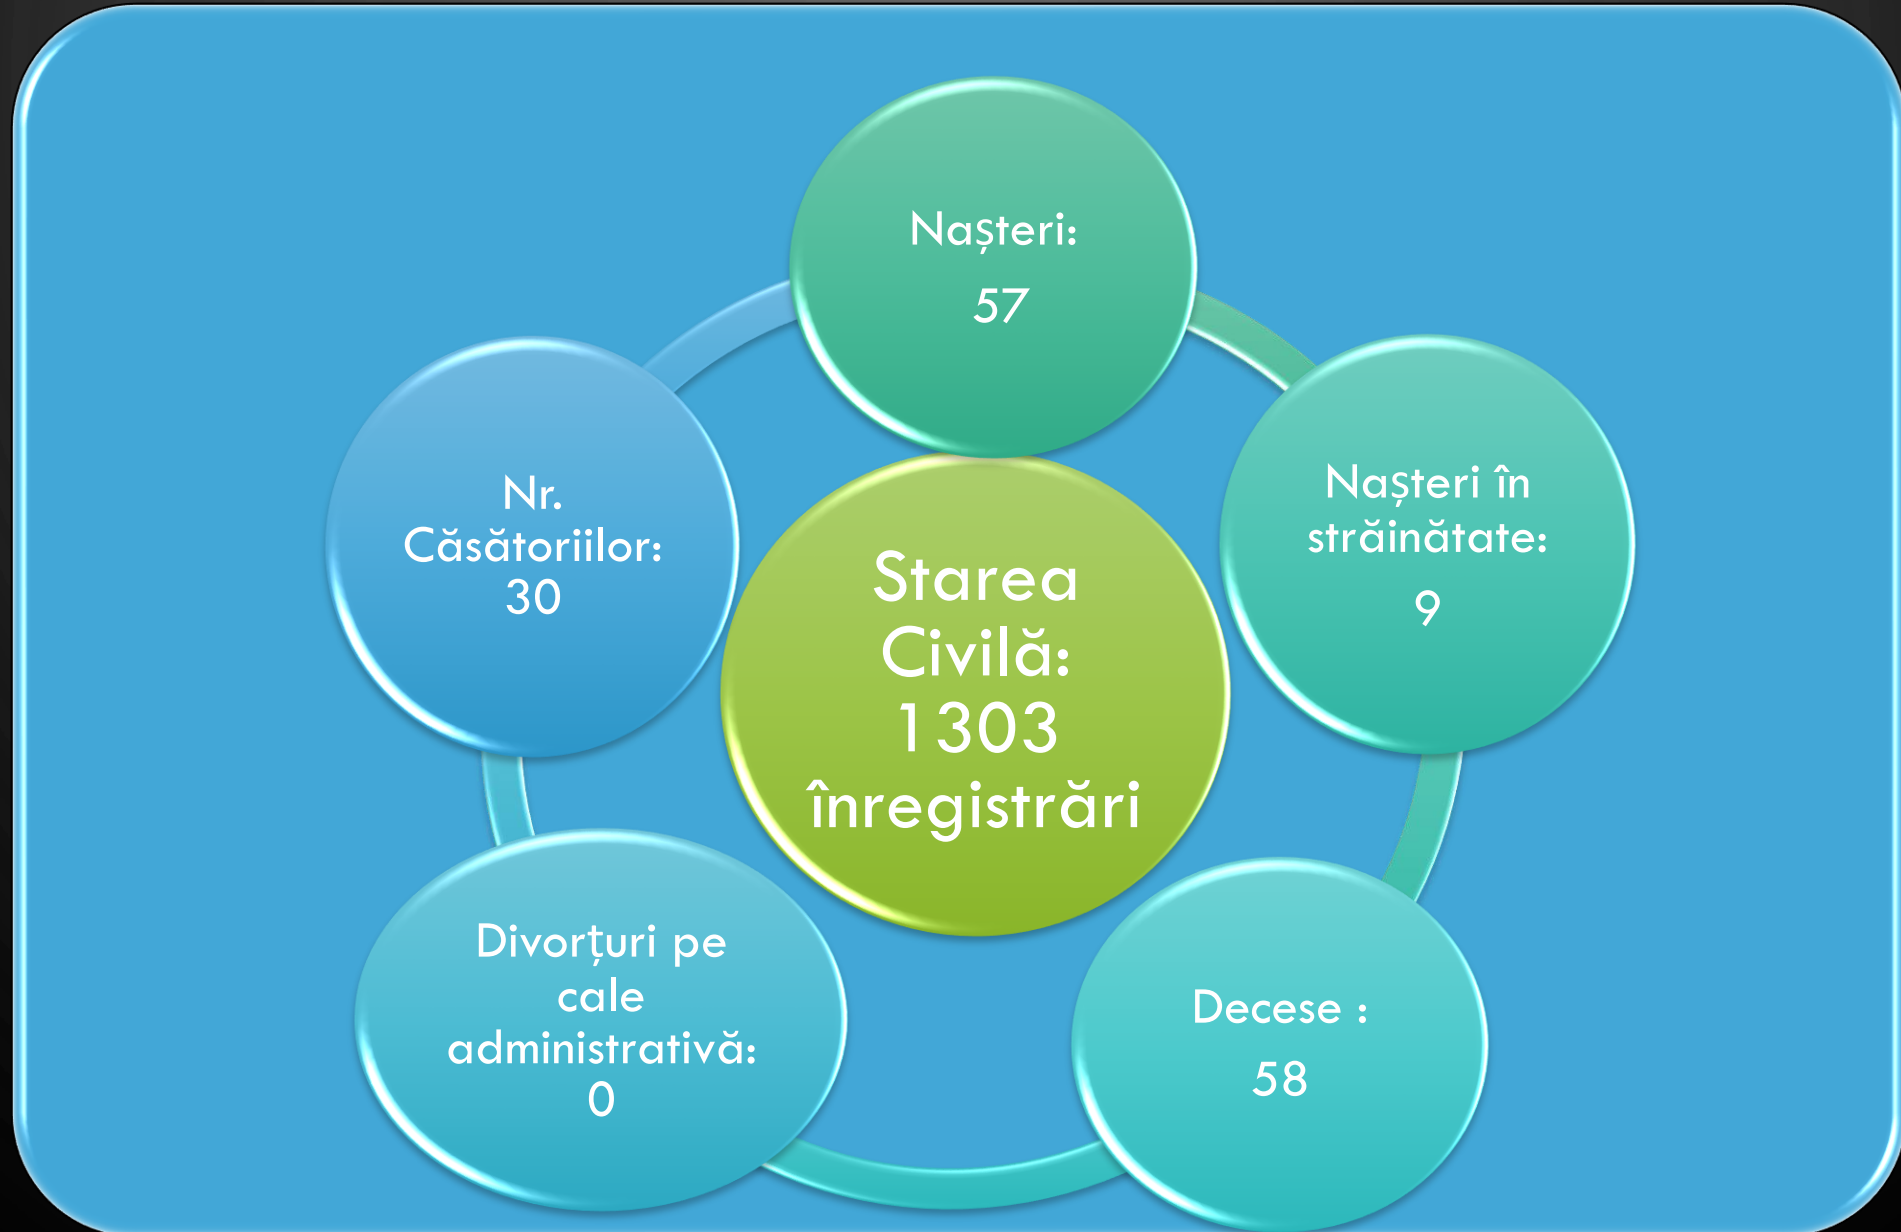 Nașteri:
57
Nașteri în
străinătate:
9
Decese :
58
Divorțuri pe
cale
administrativă:
0
Nr.
Căsătoriilor:
30
Starea
Civilă:
1303
înregistrări